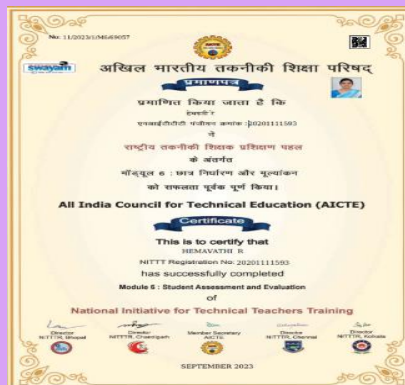 No: 11/2023/1/M6/69057
swayam
अखिल भारतीय तकनीकी शिक्षा परिषद्
प्रमाणपत्र
प्रमाणित किया जाता है कि
एनआईटीटीटी पंजीकरण क्रमांक :20201111593
ने
राष्ट्रीय तकनीकी शिक्षक प्रशिक्षण पहल
के अंतर्गत
मॉड्यूल 6 : छात्र निर्धारण और मूल्यांकन
को सफलता पूर्वक पूर्ण किया।
All India Council for Technical Education (AICTE)
Certificate
This is to certify that
HEMAVATHI R
NITTT Registration No: 20201111593
has successfully completed
Module 6 : Student Assessment and Evaluation
of
National Initiative for Technical Teachers Training
Director Director Member Secretary Director Director
NITTTR, Bhopal NITTTR, Chandigarh AICTE NITTTR, Chennai NITTTR, Kolkata
SEPTEMBER 2023